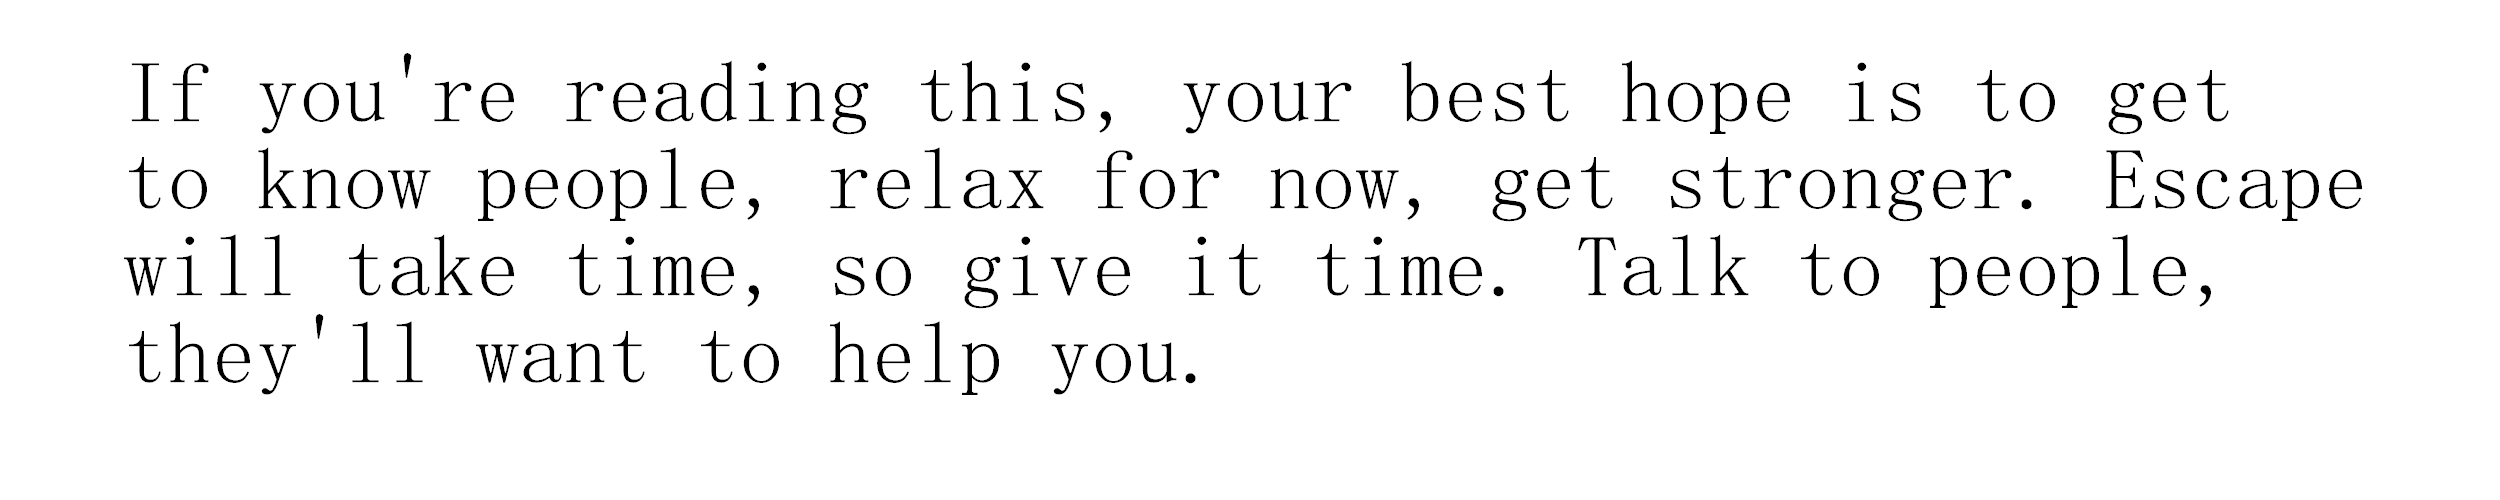 If you're reading this, your best hope is to get
to know people, relax for now, get stronger. Escape
will take time, so give it time. Talk to people,
they'll want to help you.